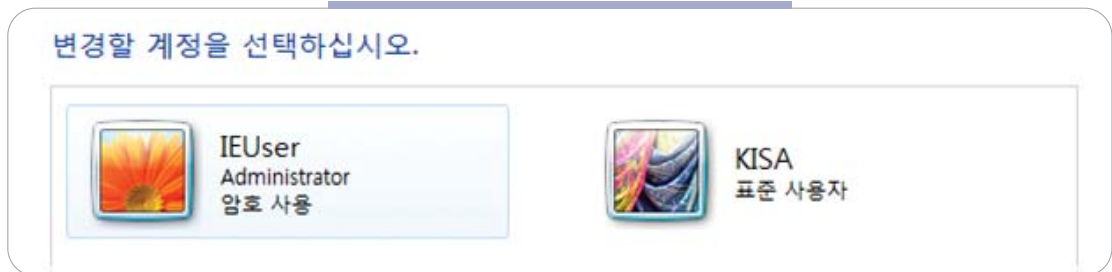 변경할 계정을 선택하십시오.
IEUser
Administrator
암호 사용
KISA
표준 사용자